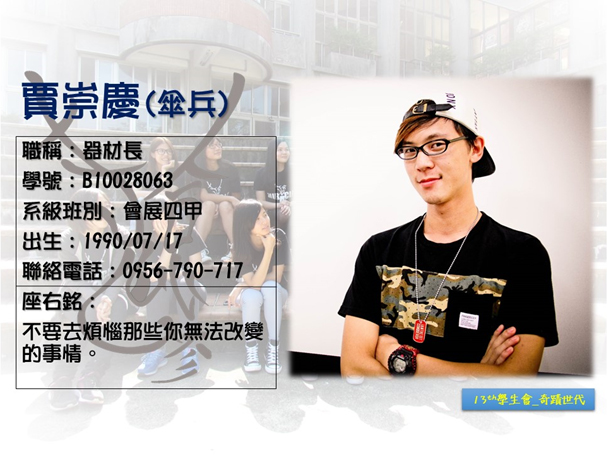 賈崇慶(傘兵)
職稱：器材長
學號：B10028063
系級班別：會展四甲
出生：1990/07/17
聯絡電話：0956-790-717
座右銘：
不要去煩惱那些你無法改變
的事情。
13th學生會_奇蹟世代